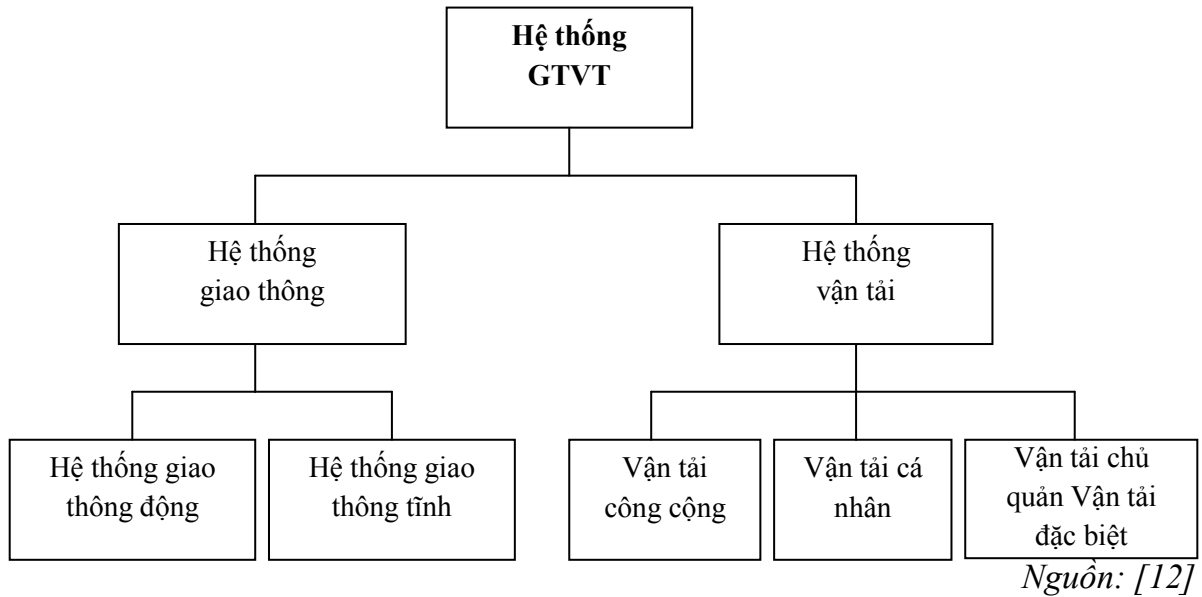 Hệ thống
GTVT
Hệ thống
giao thông
Hệ thống
vận tải
Hệ thống giao
thông động
Hệ thống giao
thông tĩnh
Vận tải
công cộng
Vận tải cá
nhân
Vận tải chủ
quản Vận tải
đặc biệt
Nguồn: [12]